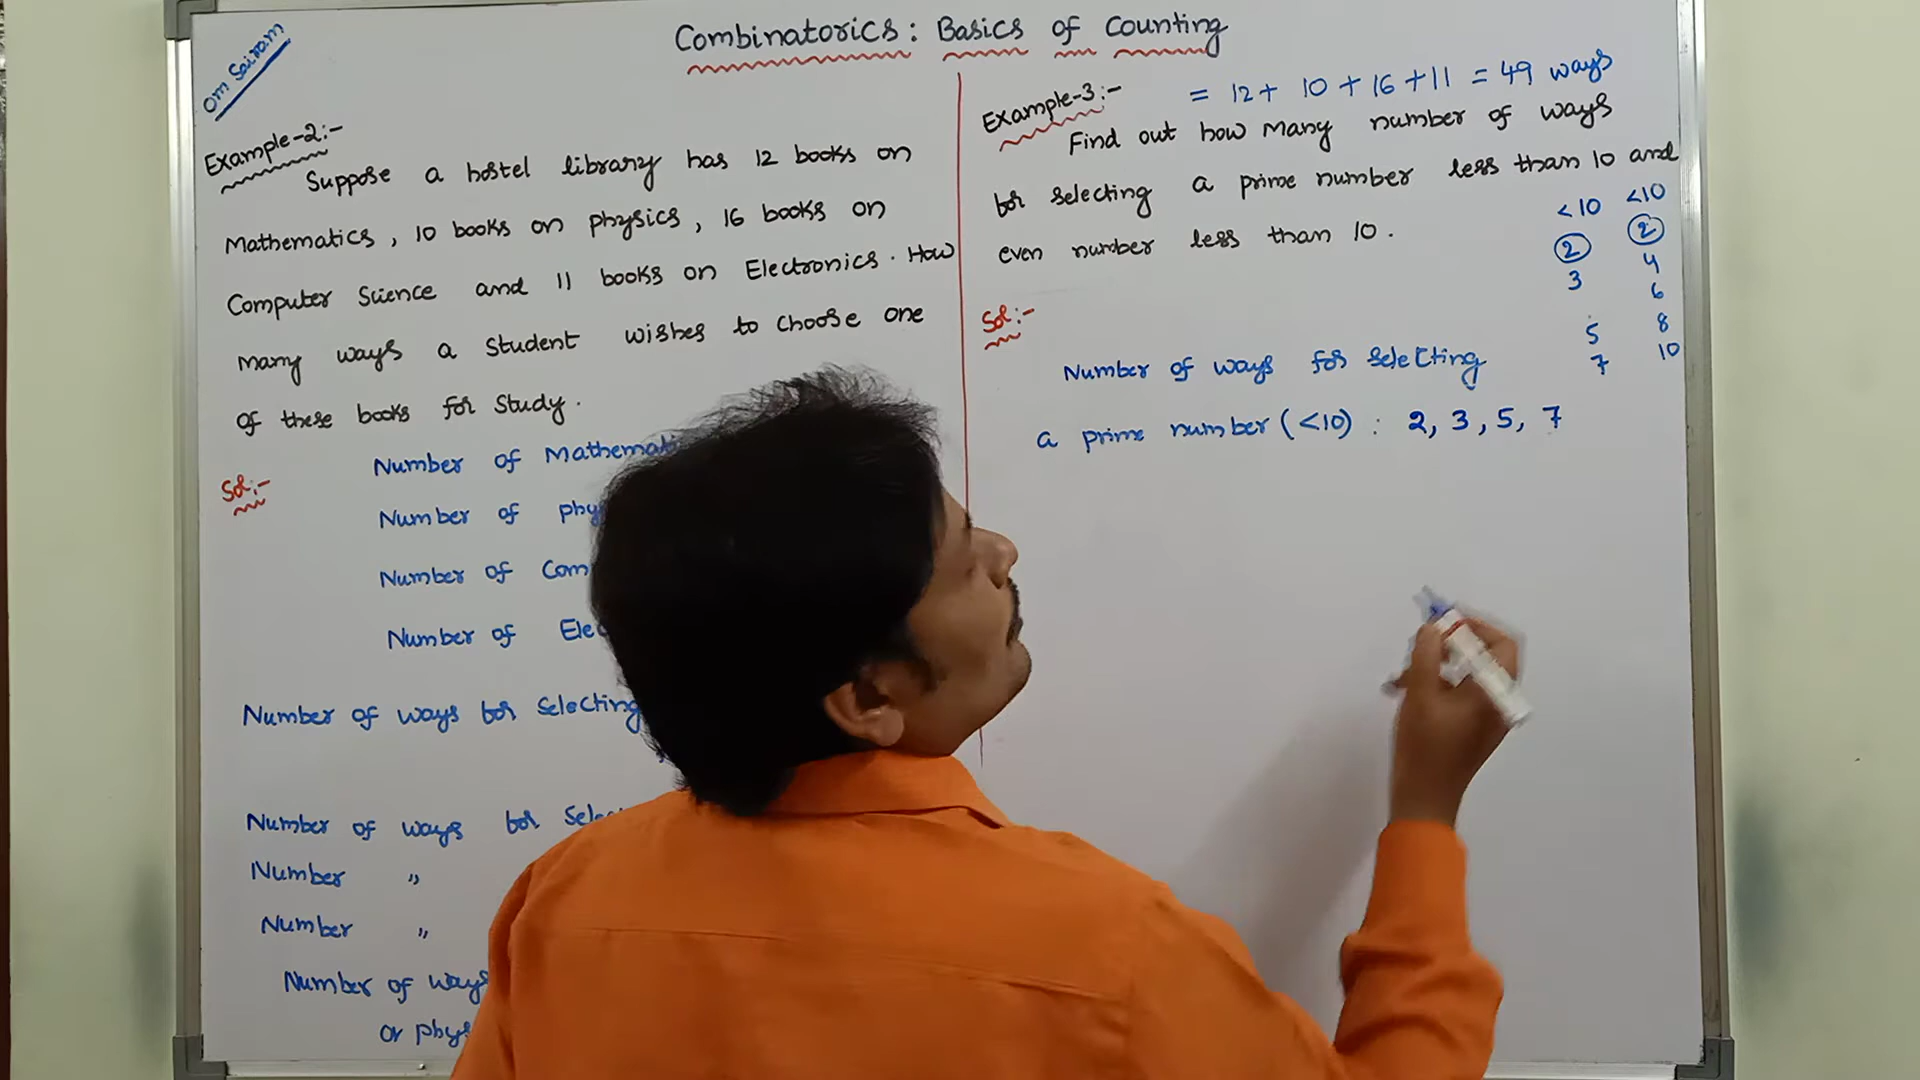 Om Sairam
Combinatorics: Basics of Counting
Example-2:-
Suppose a hostel library has 12 books on
Mathematics, 10 books on physics, 16 books on
Computer Science and 11 books on Electronics. How
many ways a student wishes to choose one
of these books for study.
Sol:-
Number of
Number of
Number of
Number of
Number of ways for selecting
Number of ways for
Number "
Number "
Number of ways
or
Example-3:-
= 12 + 10 + 16 + 11 = 49 ways
Find out how many number of ways
for selecting a prime number less than 10 and
even number less than 10.
<10 <10
2 2
3 4
6
5 8
7 10
Sol:-
Number of ways for selecting
a prime number (<10) : 2, 3, 5, 7